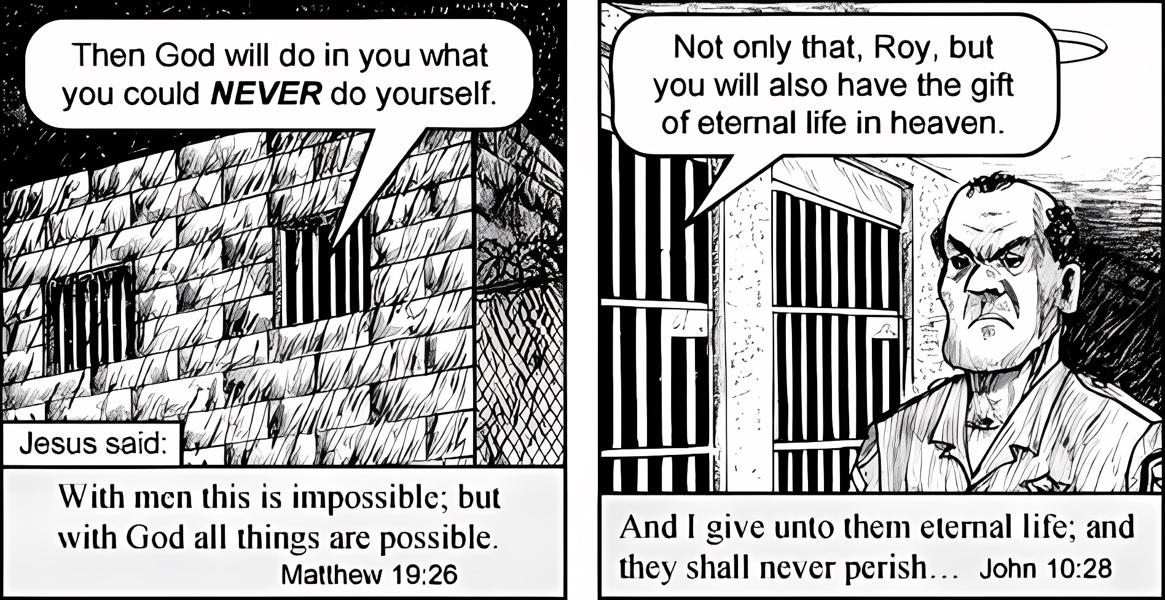 Then God will do in you what
you could NEVER do yourself.
Jesus said:
With men this is impossible; but
with God all things are possible.
Matthew 19:26
Not only that, Roy, but
you will also have the gift
of eternal life in heaven.
And I give unto them eternal life; and
they shall never perish... John 10:28